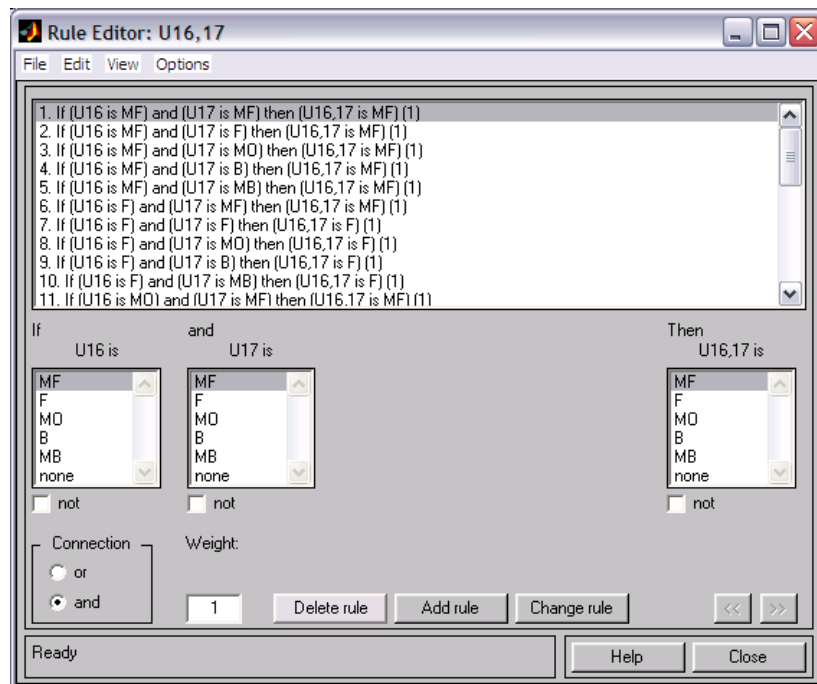 Rule Editor: U16,17
File Edit View Options
1. If (U16 is MF) and (U17 is MF) then (U16,17 is MF) (1)
2. If (U16 is MF) and (U17 is F) then (U16,17 is MF) (1)
3. If (U16 is MF) and (U17 is MO) then (U16,17 is MF) (1)
4. If (U16 is MF) and (U17 is B) then (U16,17 is MF) (1)
5. If (U16 is MF) and (U17 is MB) then (U16,17 is MF) (1)
6. If (U16 is F) and (U17 is MF) then (U16,17 is MF) (1)
7. If (U16 is F) and (U17 is F) then (U16,17 is F) (1)
8. If (U16 is F) and (U17 is MO) then (U16,17 is F) (1)
9. If (U16 is F) and (U17 is B) then (U16,17 is F) (1)
10. If (U16 is F) and (U17 is MB) then (U16,17 is F) (1)
11. If (U16 is MO) and (U17 is MF) then (U16,17 is MF) (1)
If and Then
U16 is U17 is U16,17 is
MF MF MF
F F F
MO MO MO
B B B
MB MB MB
none none none
not not not
Connection Weight:
or
and 1 Delete rule Add rule Change rule << >>
Ready Help Close